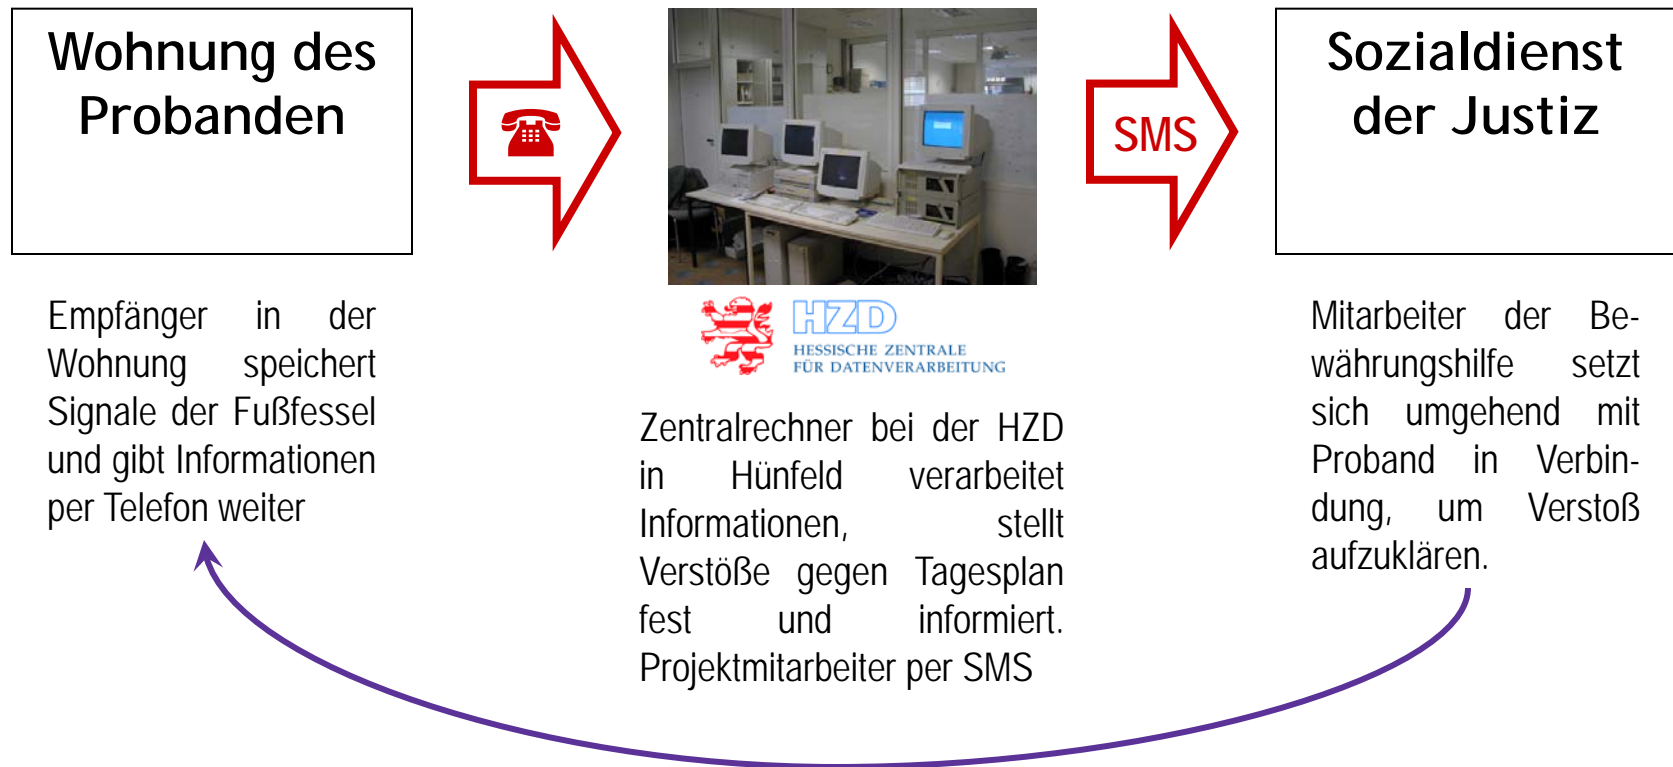 Wohnung des
Probanden
SMS
Sozialdienst
der Justiz
Empfänger in der
Wohnung speichert
Signale der Fußfessel
und gibt Informationen
per Telefon weiter
HZD
HESSISCHE ZENTRALE
FÜR DATENVERARBEITUNG
Zentralrechner bei der HZD
in Hünfeld verarbeitet
Informationen, stellt
Verstöße gegen Tagesplan
fest und informiert.
Projektmitarbeiter per SMS
Mitarbeiter der Be-
währungshilfe setzt
sich umgehend mit
Proband in Verbin-
dung, um Verstoß
aufzuklären.